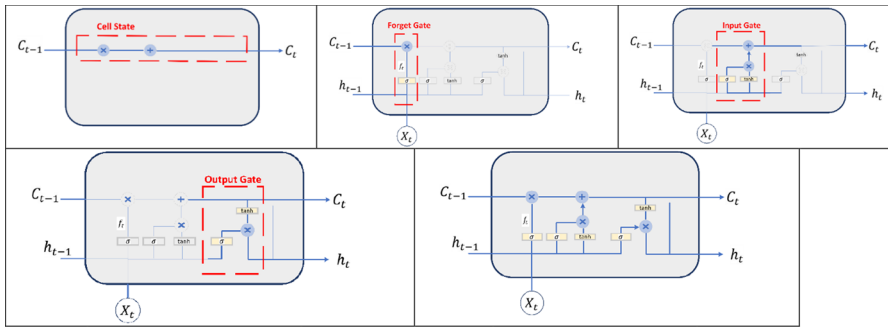 Cell State
C_{t-1} × + C_t
Forget Gate
C_{t-1} × + C_t
tanh
f_t
σ σ tanh σ
h_{t-1} h_t
X_t
Input Gate
C_{t-1} + C_t
tanh
×
f_t
σ σ tanh σ
h_{t-1} h_t
X_t
Output Gate
C_{t-1} × + C_t
tanh
f_t × ×
σ σ tanh σ
h_{t-1} h_t
X_t
C_{t-1} × + C_t
tanh
f_t × ×
σ σ tanh σ
h_{t-1} h_t
X_t